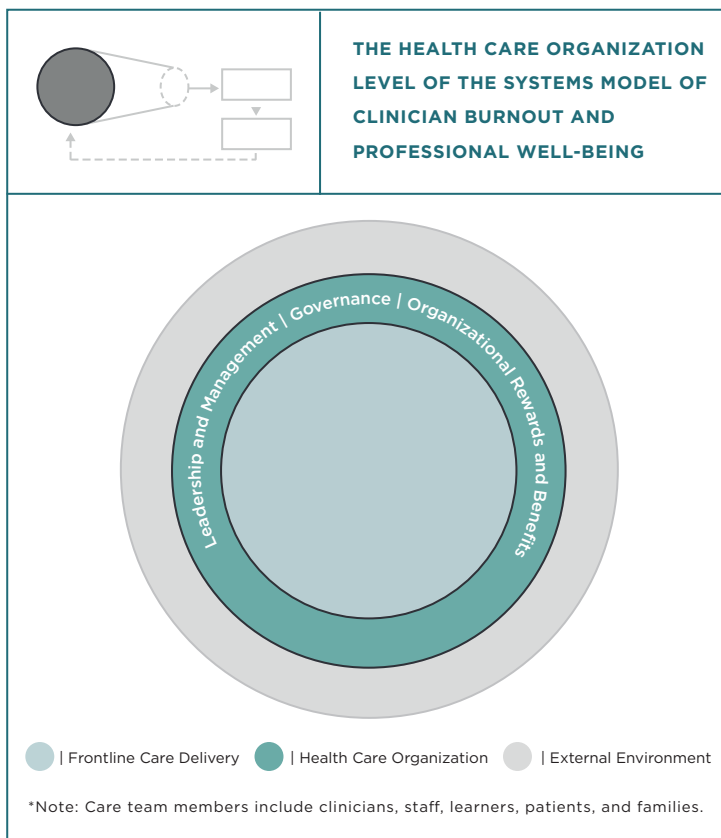 THE HEALTH CARE ORGANIZATION
LEVEL OF THE SYSTEMS MODEL OF
CLINICIAN BURNOUT AND
PROFESSIONAL WELL-BEING
Leadership and Management | Governance | Organizational Rewards and Benefits
| Frontline Care Delivery | Health Care Organization | External Environment
*Note: Care team members include clinicians, staff, learners, patients, and families.